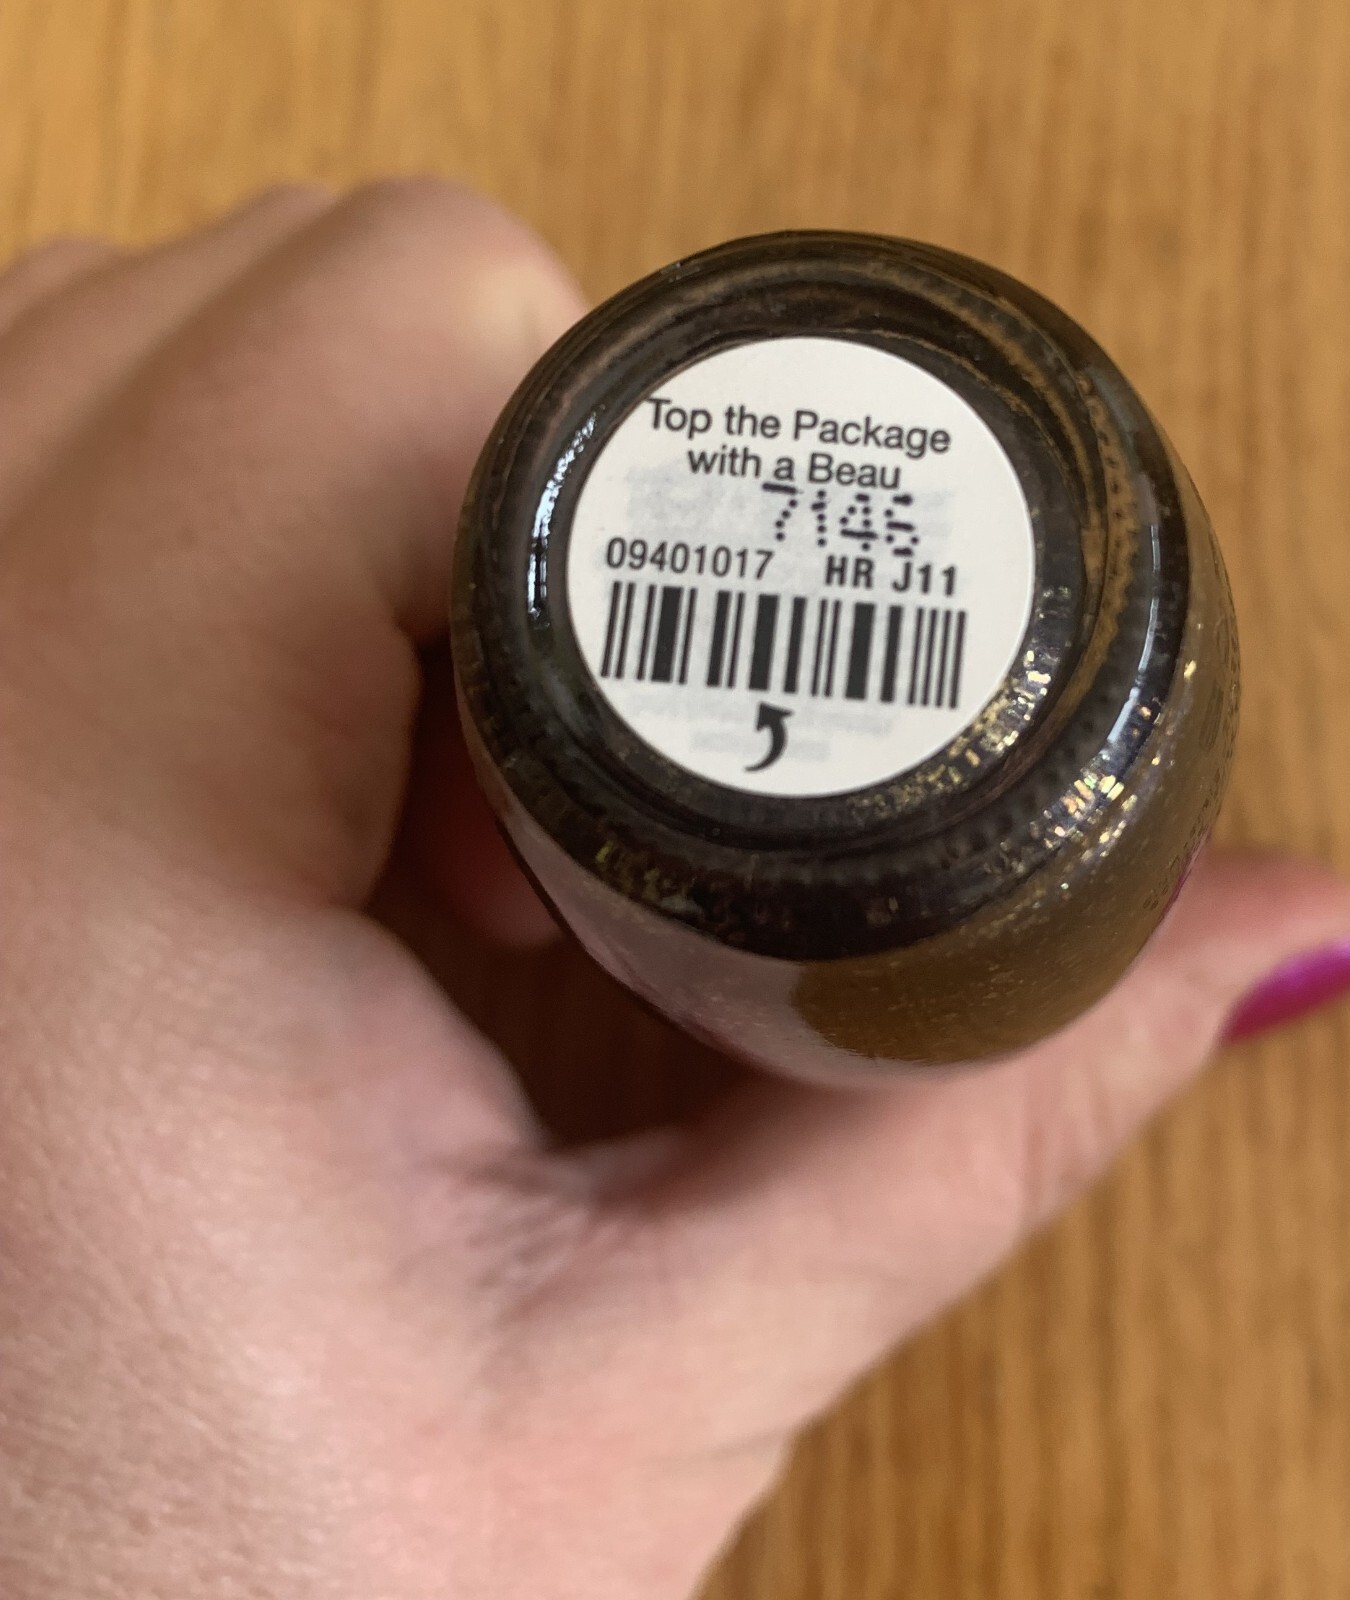 Top the Package
with a Beau
7145
09401017 HR J11